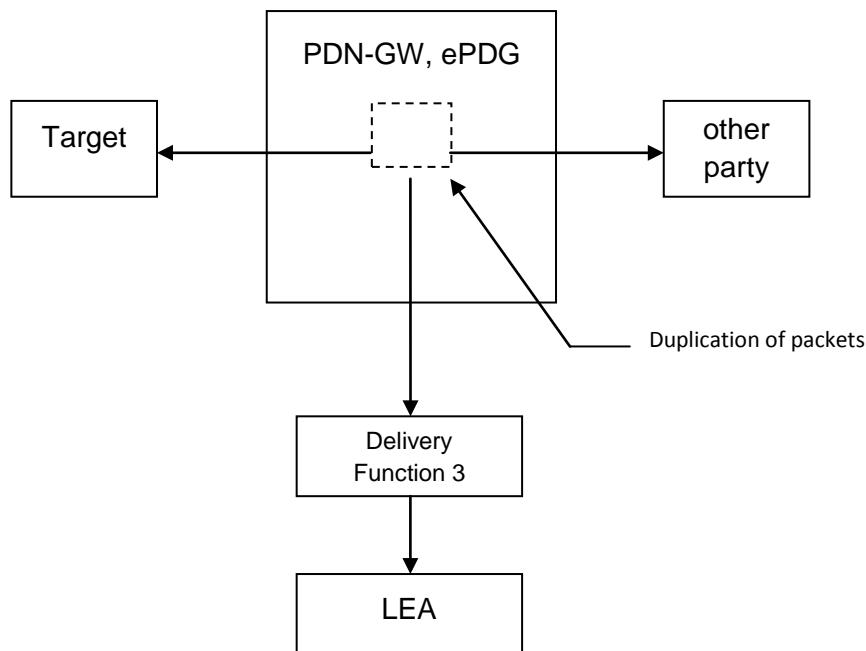 PDN-GW, ePDG
Target
other
party
Duplication of packets
Delivery
Function 3
LEA